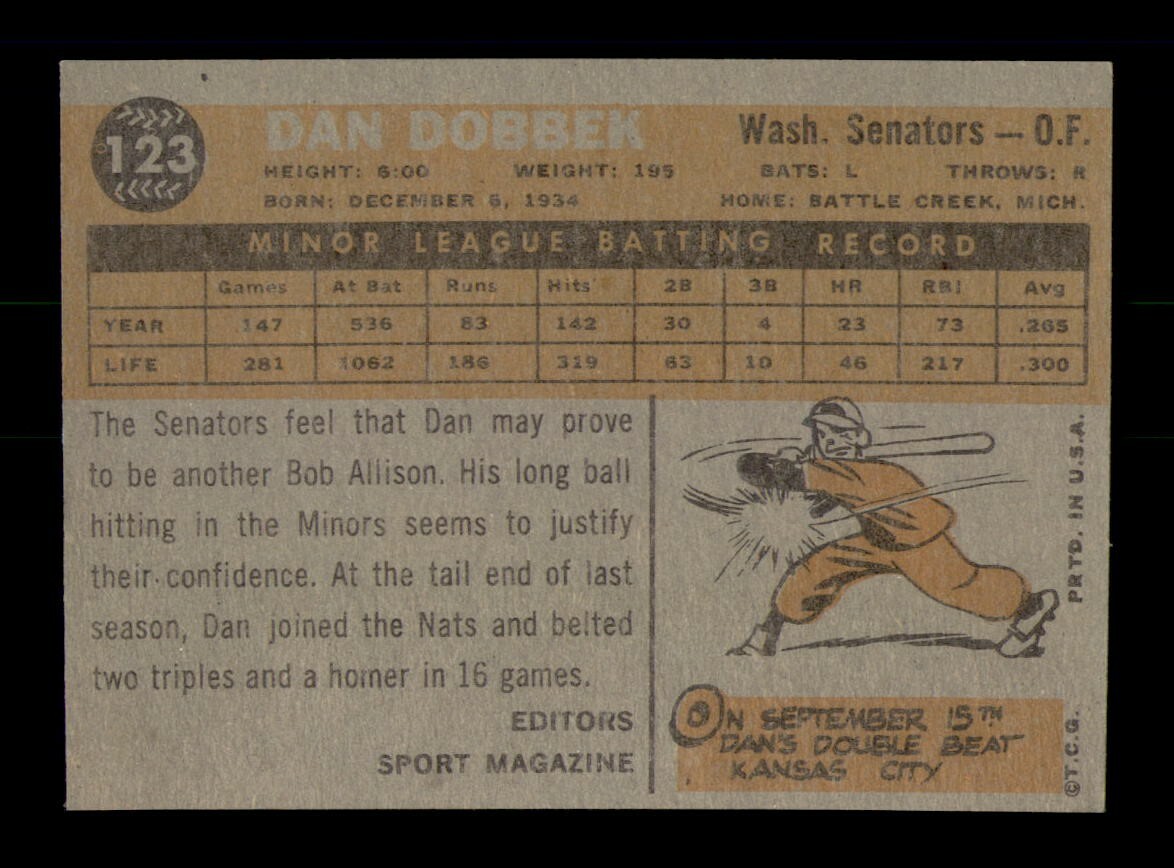 123
DAN DOBBEK
Wash. Senators — O.F.
HEIGHT: 6:00 WEIGHT: 195 BATS: L THROWS: R
BORN: DECEMBER 6, 1934 HOME: BATTLE CREEK, MICH.
MINOR LEAGUE BATTING RECORD
Games At Bat Runs Hits 2B 3B HR RBI Avg
YEAR 147 536 83 142 30 4 23 73 .265
LIFE 281 1062 186 319 63 10 46 217 .300
The Senators feel that Dan may prove
to be another Bob Allison. His long ball
hitting in the Minors seems to justify
their confidence. At the tail end of last
season, Dan joined the Nats and belted
two triples and a homer in 16 games.
EDITORS
SPORT MAGAZINE
ON SEPTEMBER 15TH
DAN'S DOUBLE BEAT
KANSAS CITY
©T.C.G. PRTD. IN U.S.A.